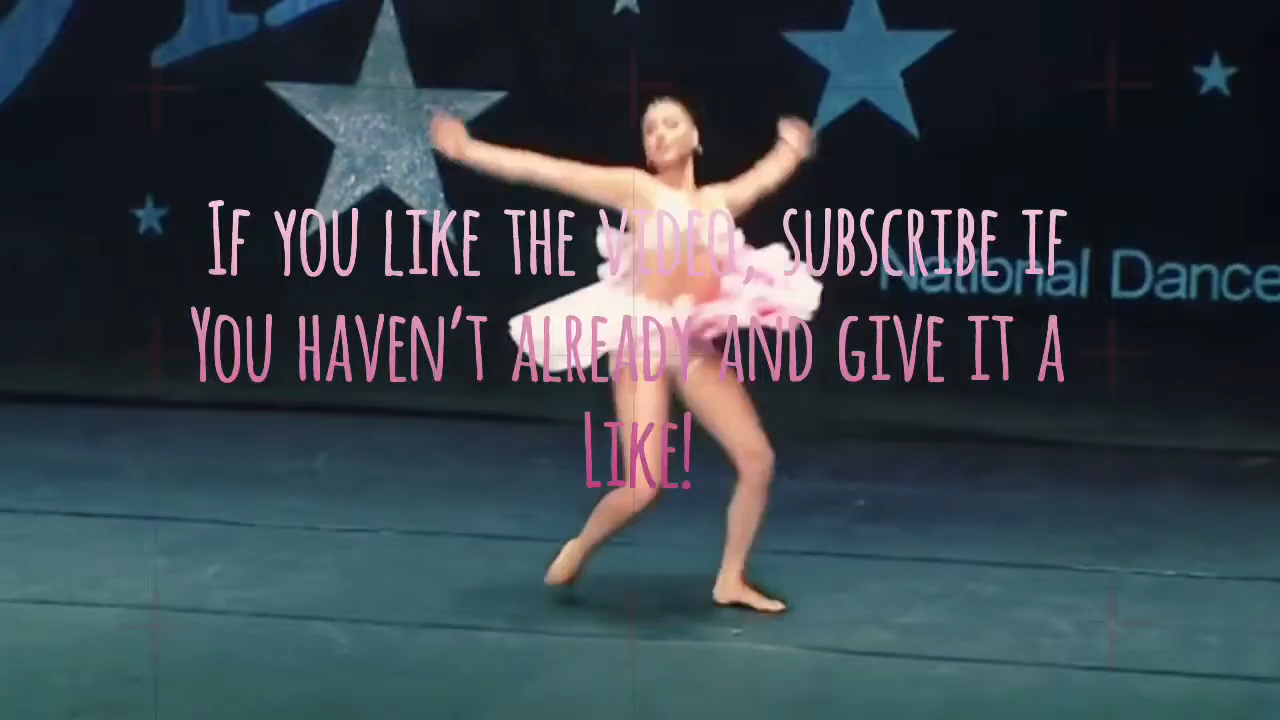 If you like the video, subscribe if
You haven't already and give it a
Like!
National Dance